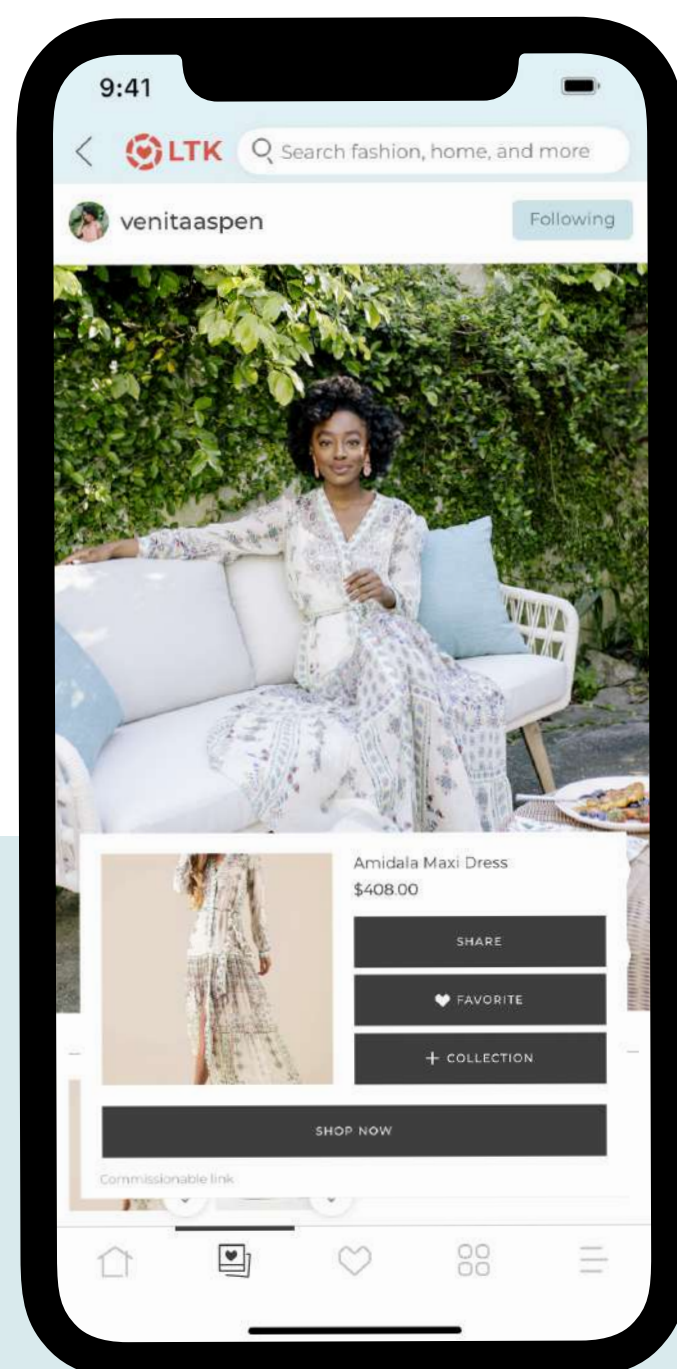 9:41
LTK
Search fashion, home, and more
venitaaspen
Following
Amidala Maxi Dress
$408.00
SHARE
FAVORITE
+ COLLECTION
SHOP NOW
Commissionable link